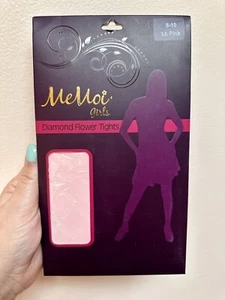 8-10
Lt. Pink
MeMoi
girls
Diamond Flower Tights